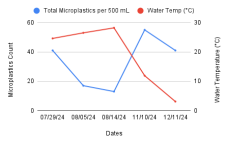 Total Microplastics per 500 mL
Water Temp (°C)
60
40
20
0
30
20
10
0
Microplastics Count
Water Temperature (°C)
07/29/24
08/05/24
08/14/24
11/10/24
12/11/24
Dates